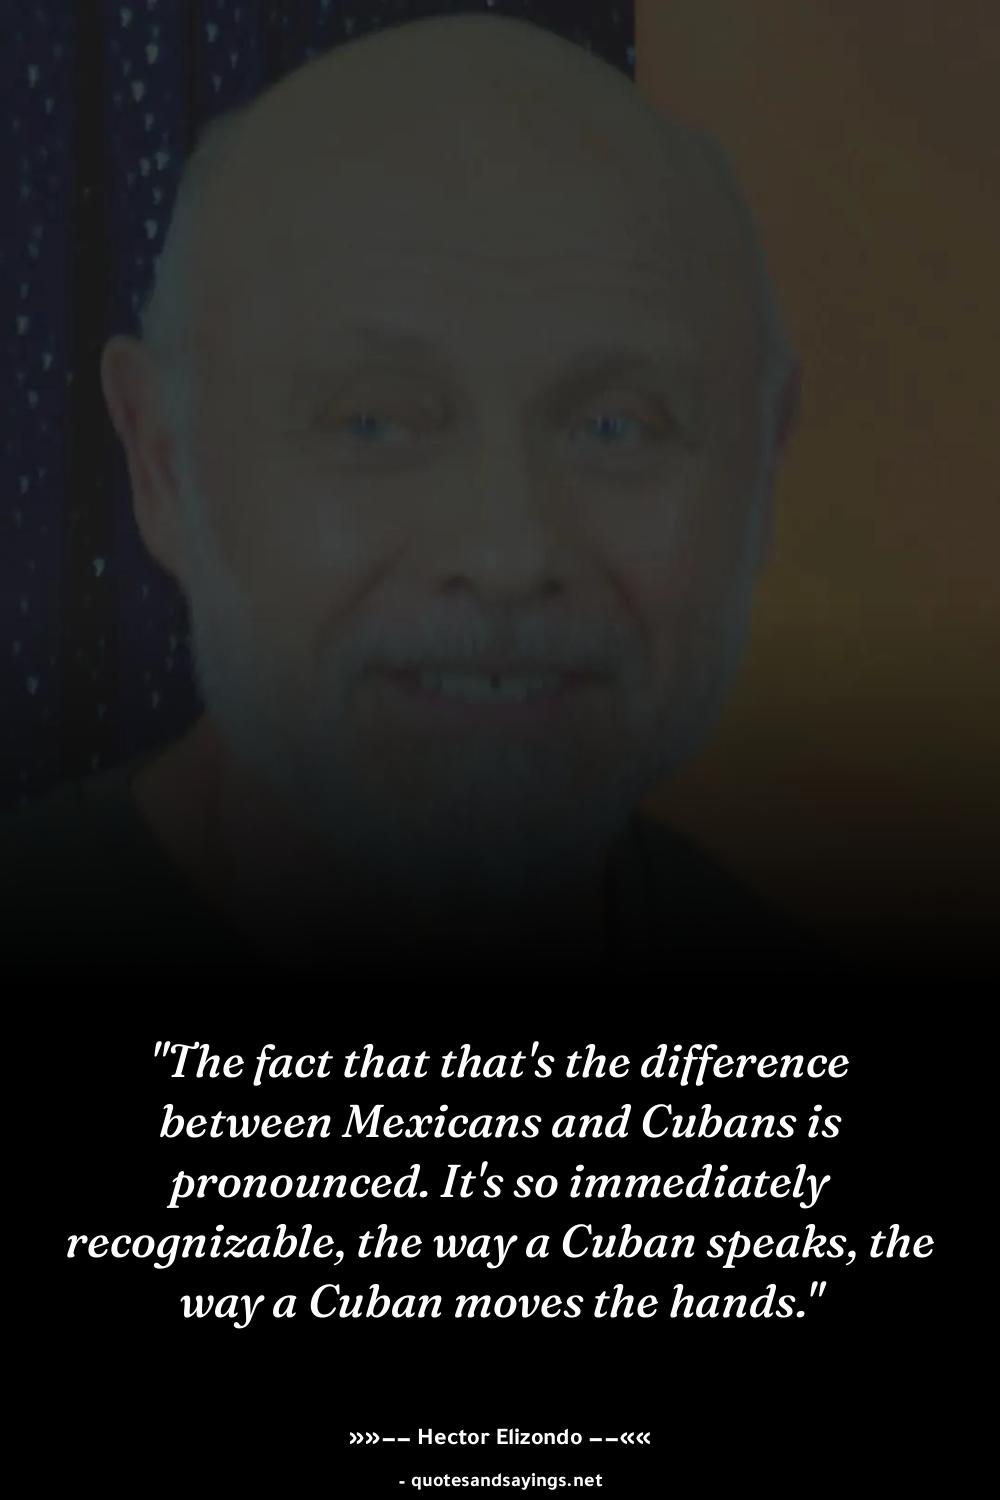 "The fact that that's the difference
between Mexicans and Cubans is
pronounced. It's so immediately
recognizable, the way a Cuban speaks, the
way a Cuban moves the hands."
»»–– Hector Elizondo ––««
- quotesandsayings.net